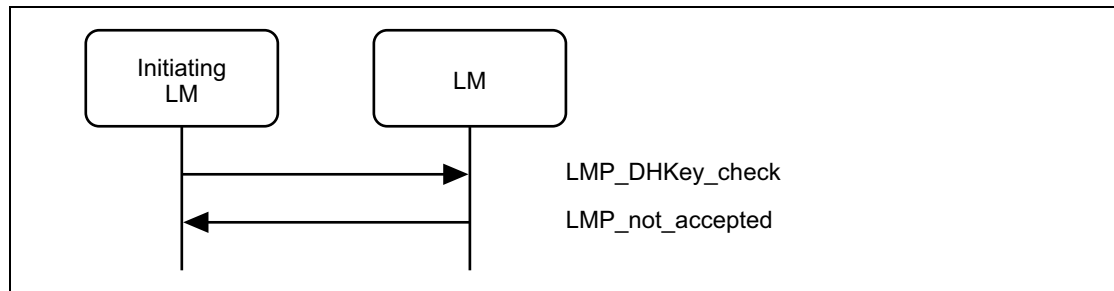 Initiating
LM
LM
LMP_DHKey_check
LMP_not_accepted